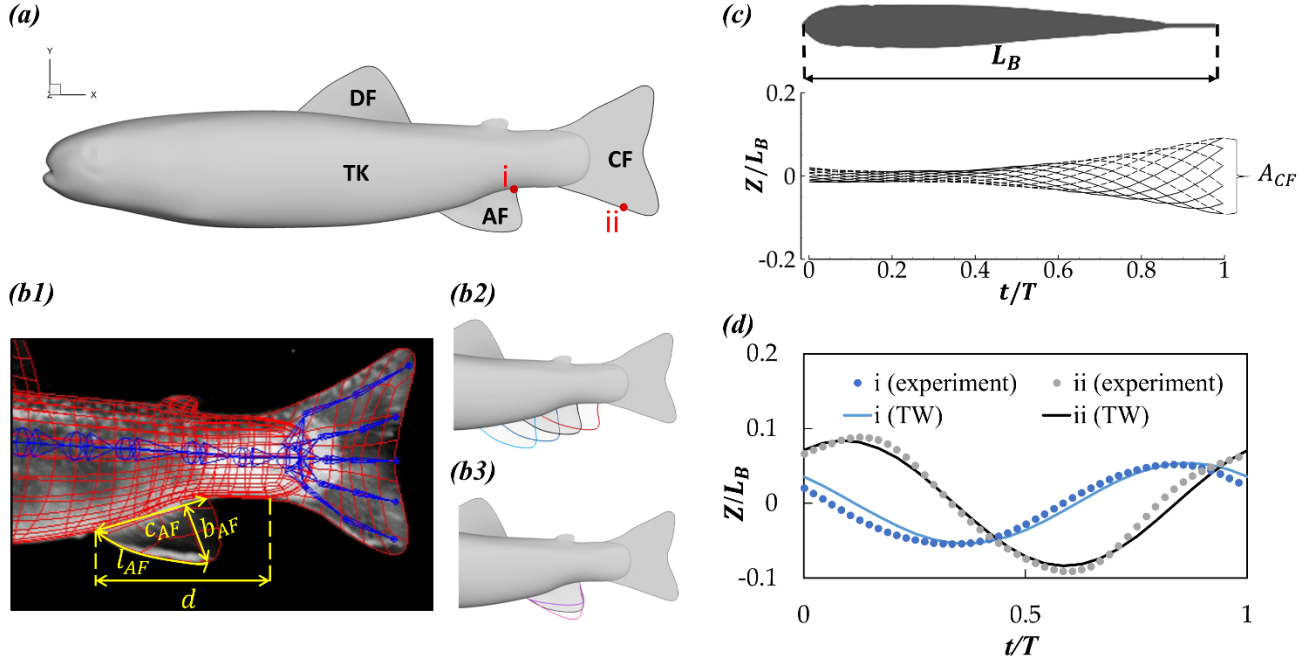 (a)
Y
Z
X
DF
TK
CF
i
AF
ii
(b1)
c_AF
b_AF
l_AF
d
(b2)
(b3)
(c)
L_B
0.2
0
-0.2
Z/L_B
A_CF
0 0.2 0.4 0.6 0.8 1
t/T
(d)
0.2
0.1
0
-0.1
Z/L_B
i (experiment) ii (experiment)
i (TW) ii (TW)
0 0.5 1
t/T